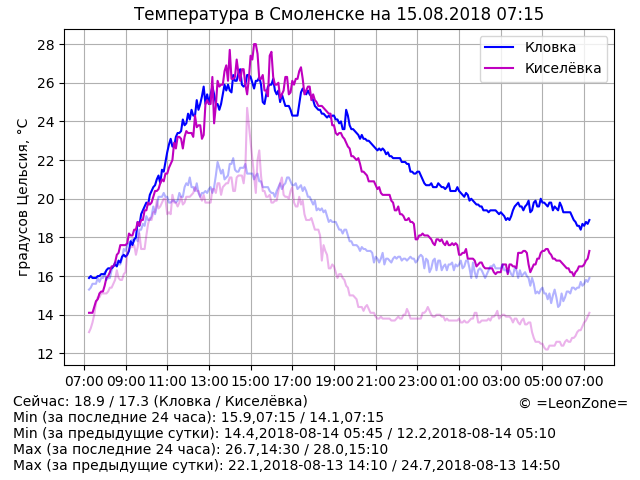 Температура в Смоленске на 15.08.2018 07:15
Кловка
Киселёвка
градусов Цельсия, °C
28
26
24
22
20
18
16
14
12
07:00 09:00 11:00 13:00 15:00 17:00 19:00 21:00 23:00 01:00 03:00 05:00 07:00
Сейчас: 18.9 / 17.3 (Кловка / Киселёвка)
© =LeonZone=
Min (за последние 24 часа): 15.9,07:15 / 14.1,07:15
Min (за предыдущие сутки): 14.4,2018-08-14 05:45 / 12.2,2018-08-14 05:10
Max (за последние 24 часа): 26.7,14:30 / 28.0,15:10
Max (за предыдущие сутки): 22.1,2018-08-13 14:10 / 24.7,2018-08-13 14:50